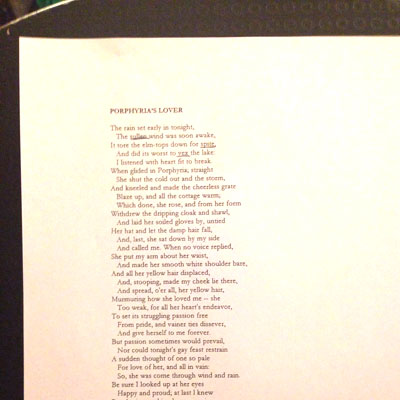 PORPHYRIA'S LOVER
The rain set early in tonight,
The sullen wind was soon awake,
It tore the elm-tops down for spite,
And did its worst to vex the lake:
I listened with heart fit to break
When glided in Porphyria, straight
She shut the cold out and the storm,
And kneeled and made the cheerless grate
Blaze up, and all the cottage warm,
Which done, she rose, and from her form
Withdrew the dripping cloak and shawl,
And laid her soiled gloves by, untied
Her hat and let the damp hair fall,
And, last, she sat down by my side
And called me. When no voice replied,
She put my arm about her waist,
And made her smooth white shoulder bare,
And all her yellow hair displaced,
And, stooping, made my cheek lie there,
And spread, o'er all, her yellow hair,
Murmuring how she loved me – she
Too weak, for all her heart's endeavor,
To set its struggling passion free
From pride, and vainer ties dissever,
And give herself to me forever.
But passion sometimes would prevail,
Nor could tonight's gay feast restrain
A sudden thought of one so pale
For love of her, and all in vain:
So, she was come through wind and rain.
Be sure I looked up at her eyes
Happy and proud; at last I knew